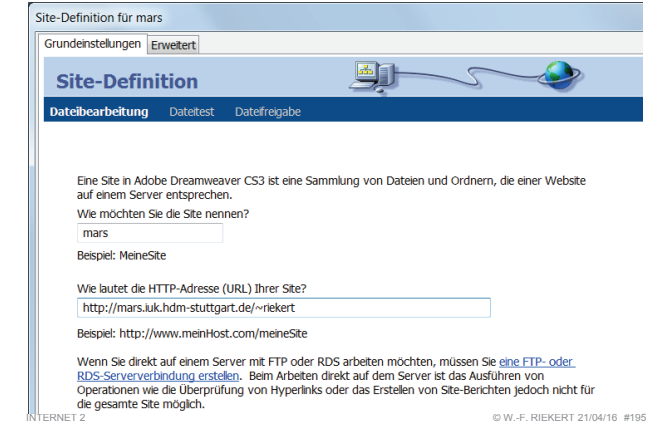 Site-Definition für mars
Grundeinstellungen Erweitert
Site-Definition
Dateibearbeitung Dateitest Dateifreigabe
Eine Site in Adobe Dreamweaver CS3 ist eine Sammlung von Dateien und Ordnern, die einer Website
auf einem Server entsprechen.
Wie möchten Sie die Site nennen?
mars
Beispiel: MeineSite
Wie lautet die HTTP-Adresse (URL) Ihrer Site?
http://mars.iuk.hdm-stuttgart.de/~riekert
Beispiel: http://www.meinHost.com/meineSite
Wenn Sie direkt auf einem Server mit FTP oder RDS arbeiten möchten, müssen Sie eine FTP- oder
RDS-Serververbindung erstellen. Beim Arbeiten direkt auf dem Server ist das Ausführen von
Operationen wie die Überprüfung von Hyperlinks oder das Erstellen von Site-Berichten jedoch nicht für
die gesamte Site möglich.
INTERNET 2 © W.-F. RIEKERT 21/04/16 #195